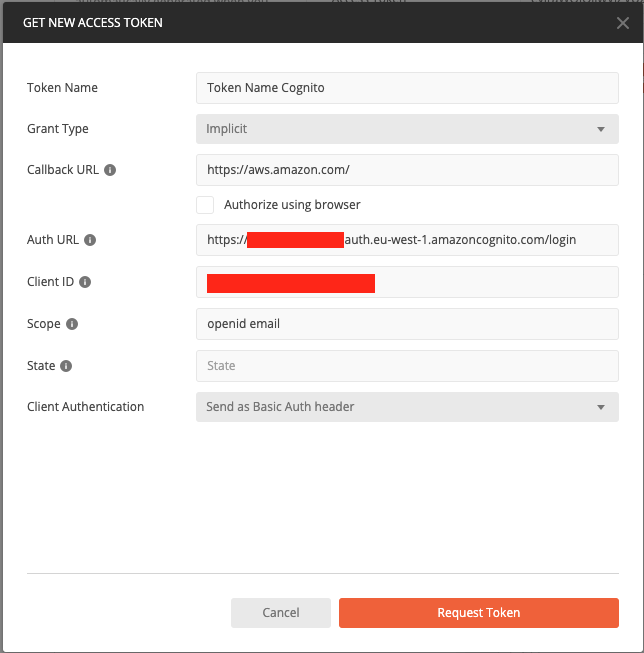 GET NEW ACCESS TOKEN
Token Name
Token Name Cognito
Grant Type
Implicit
Callback URL
https://aws.amazon.com/
Authorize using browser
Auth URL
https:// auth.eu-west-1.amazoncognito.com/login
Client ID
Scope
openid email
State
State
Client Authentication
Send as Basic Auth header
Cancel
Request Token